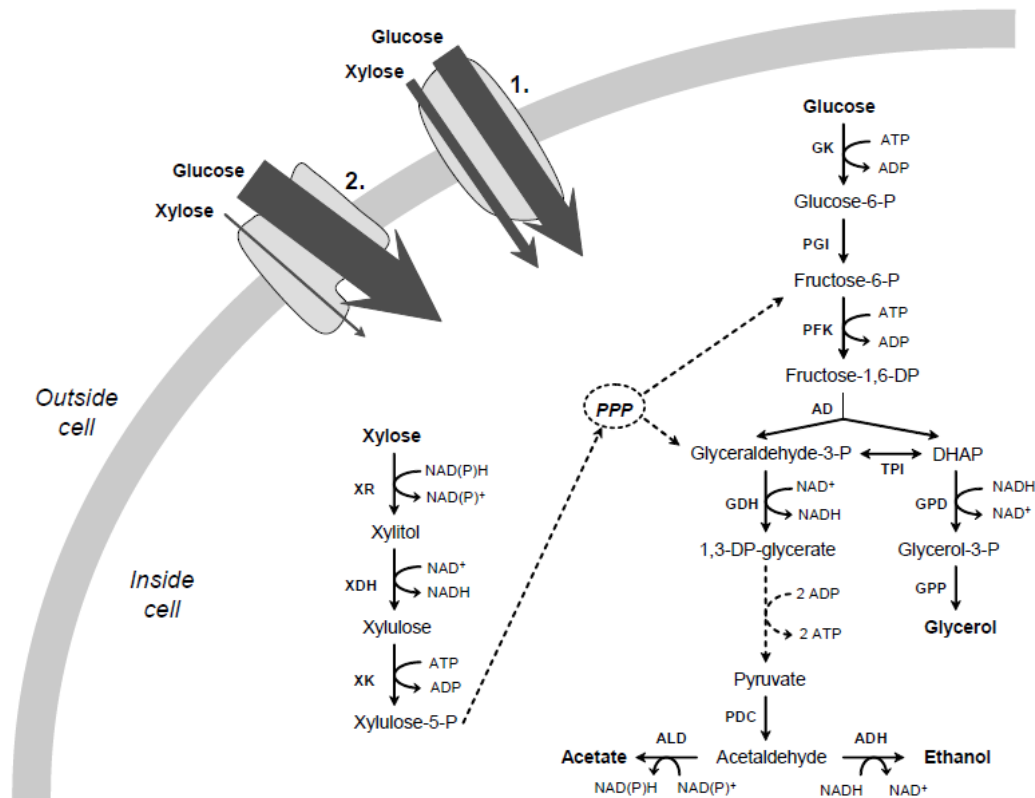 Glucose
Xylose
1.
Glucose
Xylose
2.
Outside
cell
Inside
cell
Xylose
XR
NAD(P)H
NAD(P)⁺
Xylitol
XDH
NAD⁺
NADH
Xylulose
XK
ATP
ADP
Xylulose-5-P
PPP
Glucose
GK
ATP
ADP
Glucose-6-P
PGI
Fructose-6-P
PFK
ATP
ADP
Fructose-1,6-DP
AD
Glyceraldehyde-3-P
TPI
DHAP
GDH
NAD⁺
NADH
GPD
NADH
NAD⁺
1,3-DP-glycerate
Glycerol-3-P
2 ADP
2 ATP
GPP
Glycerol
Pyruvate
PDC
Acetate
ALD
Acetaldehyde
ADH
Ethanol
NAD(P)H
NAD(P)⁺
NADH
NAD⁺